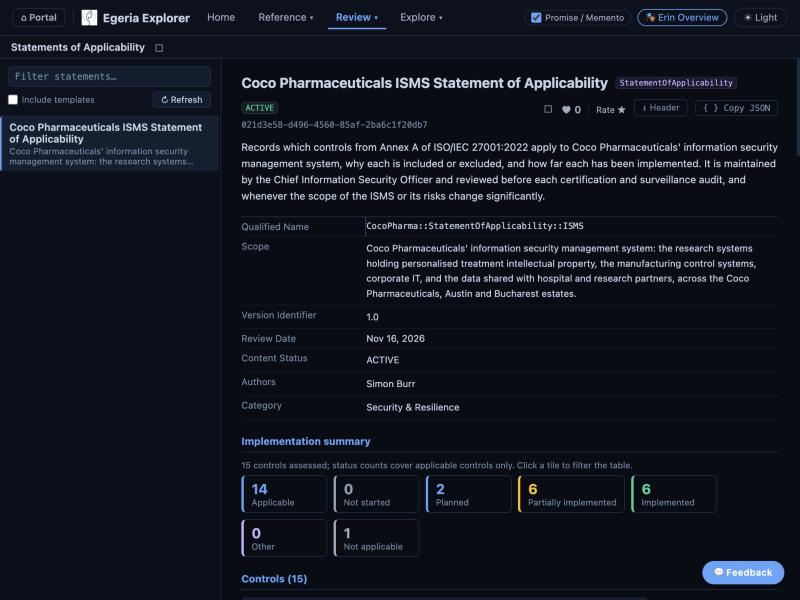 Portal
Egeria Explorer
Home
Reference
Review
Explore
Promise / Memento
Erin Overview
Light
Statements of Applicability
Filter statements…
Include templates
Refresh
Coco Pharmaceuticals ISMS Statement of Applicability
Coco Pharmaceuticals' information security management system: the research systems…
Coco Pharmaceuticals ISMS Statement of Applicability
StatementOfApplicability
ACTIVE
0
Rate ★
Header
{ } Copy JSON
021d3e58-d496-4560-85af-2ba6c1f20db7
Records which controls from Annex A of ISO/IEC 27001:2022 apply to Coco Pharmaceuticals' information security
management system, why each is included or excluded, and how far each has been implemented. It is maintained
by the Chief Information Security Officer and reviewed before each certification and surveillance audit, and
whenever the scope of the ISMS or its risks change significantly.
Qualified Name
CocoPharma::StatementOfApplicability::ISMS
Scope
Coco Pharmaceuticals' information security management system: the research systems
holding personalised treatment intellectual property, the manufacturing control systems,
corporate IT, and the data shared with hospital and research partners, across the Coco
Pharmaceuticals, Austin and Bucharest estates.
Version Identifier
1.0
Review Date
Nov 16, 2026
Content Status
ACTIVE
Authors
Simon Burr
Category
Security & Resilience
Implementation summary
15 controls assessed; status counts cover applicable controls only. Click a tile to filter the table.
14
Applicable
0
Not started
2
Planned
6
Partially implemented
6
Implemented
0
Other
1
Not applicable
Feedback
Controls (15)